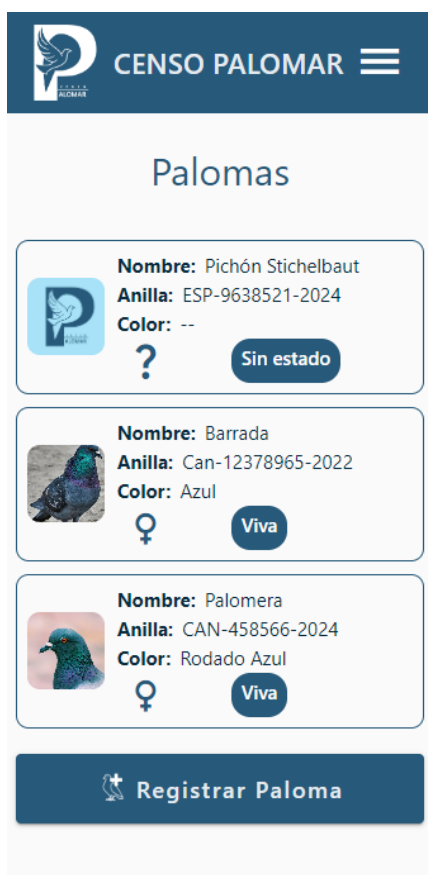 CENSO PALOMAR
ALOMAR
Palomas
Nombre: Pichón Stichelbaut
Anilla: ESP-9638521-2024
Color: --
?
Sin estado
Nombre: Barrada
Anilla: Can-12378965-2022
Color: Azul
♀
Viva
Nombre: Palomera
Anilla: CAN-458566-2024
Color: Rodado Azul
♀
Viva
Registrar Paloma